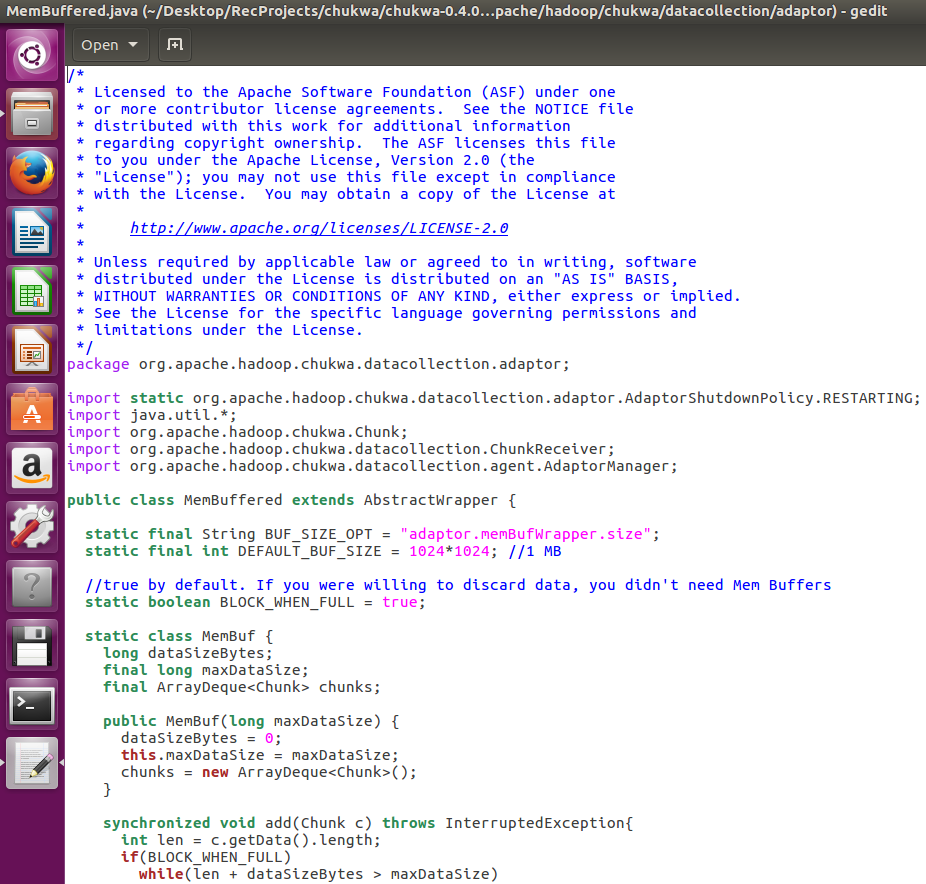 MemBuffered.java (~/Desktop/RecProjects/chukwa/chukwa-0.4.0...pache/hadoop/chukwa/datacollection/adaptor) - gedit
Open
/*
 * Licensed to the Apache Software Foundation (ASF) under one
 * or more contributor license agreements.  See the NOTICE file
 * distributed with this work for additional information
 * regarding copyright ownership.  The ASF licenses this file
 * to you under the Apache License, Version 2.0 (the
 * "License"); you may not use this file except in compliance
 * with the License.  You may obtain a copy of the License at
 *
 *     http://www.apache.org/licenses/LICENSE-2.0
 *
 * Unless required by applicable law or agreed to in writing, software
 * distributed under the License is distributed on an "AS IS" BASIS,
 * WITHOUT WARRANTIES OR CONDITIONS OF ANY KIND, either express or implied.
 * See the License for the specific language governing permissions and
 * limitations under the License.
 */
package org.apache.hadoop.chukwa.datacollection.adaptor;

import static org.apache.hadoop.chukwa.datacollection.adaptor.AdaptorShutdownPolicy.RESTARTING;
import java.util.*;
import org.apache.hadoop.chukwa.Chunk;
import org.apache.hadoop.chukwa.datacollection.ChunkReceiver;
import org.apache.hadoop.chukwa.datacollection.agent.AdaptorManager;

public class MemBuffered extends AbstractWrapper {

  static final String BUF_SIZE_OPT = "adaptor.memBufWrapper.size";
  static final int DEFAULT_BUF_SIZE = 1024*1024; //1 MB

  //true by default. If you were willing to discard data, you didn't need Mem Buffers
  static boolean BLOCK_WHEN_FULL = true;

  static class MemBuf {
    long dataSizeBytes;
    final long maxDataSize;
    final ArrayDeque<Chunk> chunks;

    public MemBuf(long maxDataSize) {
      dataSizeBytes = 0;
      this.maxDataSize = maxDataSize;
      chunks = new ArrayDeque<Chunk>();
    }

    synchronized void add(Chunk c) throws InterruptedException{
      int len = c.getData().length;
      if(BLOCK_WHEN_FULL)
        while(len + dataSizeBytes > maxDataSize)